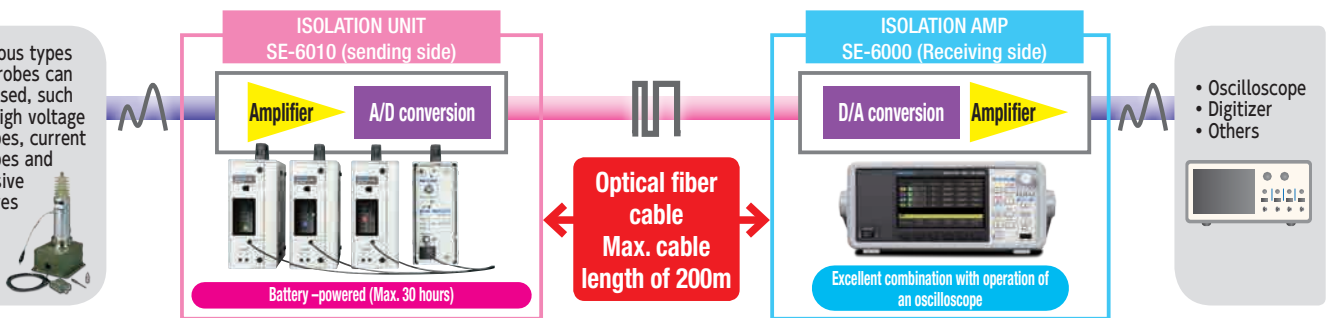 ous types
robes can
sed, such
igh voltage
bes, current
bes and
sive
es
ISOLATION UNIT
SE-6010 (sending side)
Amplifier
A/D conversion
Battery –powered (Max. 30 hours)
Optical fiber
cable
Max. cable
length of 200m
ISOLATION AMP
SE-6000 (Receiving side)
D/A conversion
Amplifier
Excellent combination with operation of
an oscilloscope
• Oscilloscope
• Digitizer
• Others